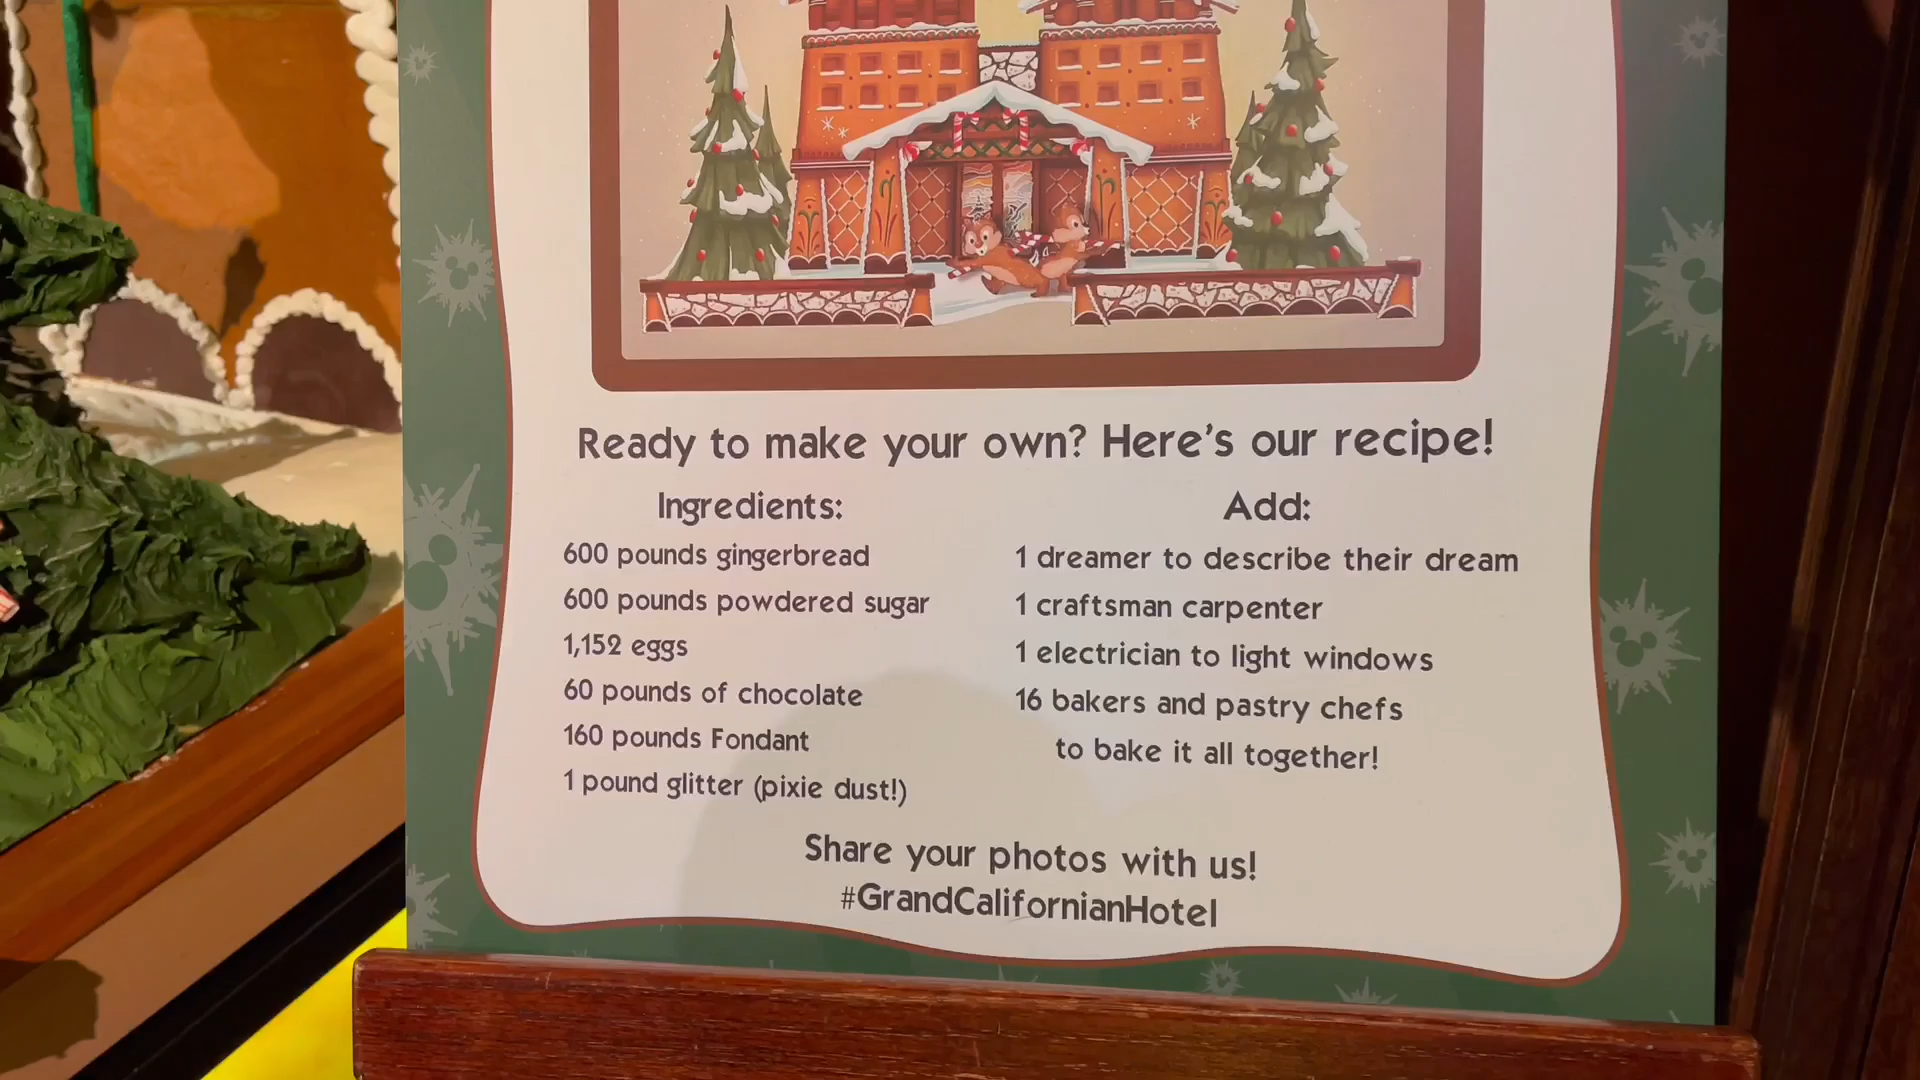 Ready to make your own? Here's our recipe!
Ingredients:
600 pounds gingerbread
600 pounds powdered sugar
1,152 eggs
60 pounds of chocolate
160 pounds Fondant
1 pound glitter (pixie dust!)
Add:
1 dreamer to describe their dream
1 craftsman carpenter
1 electrician to light windows
16 bakers and pastry chefs
to bake it all together!
Share your photos with us!
#GrandCalifornianHotel